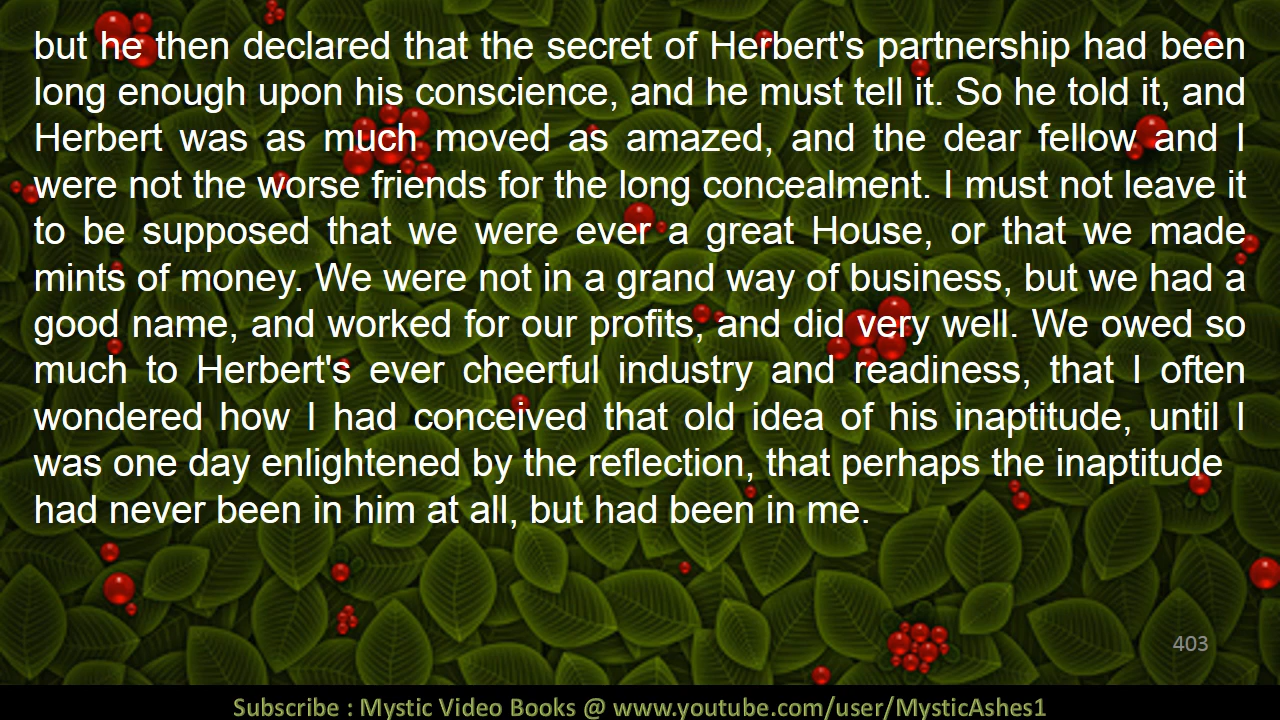 but he then declared that the secret of Herbert's partnership had been
long enough upon his conscience, and he must tell it. So he told it, and
Herbert was as much moved as amazed, and the dear fellow and I
were not the worse friends for the long concealment. I must not leave it
to be supposed that we were ever a great House, or that we made
mints of money. We were not in a grand way of business, but we had a
good name, and worked for our profits, and did very well. We owed so
much to Herbert's ever cheerful industry and readiness, that I often
wondered how I had conceived that old idea of his inaptitude, until I
was one day enlightened by the reflection, that perhaps the inaptitude
had never been in him at all, but had been in me.
403
Subscribe : Mystic Video Books @ www.youtube.com/user/MysticAshes1